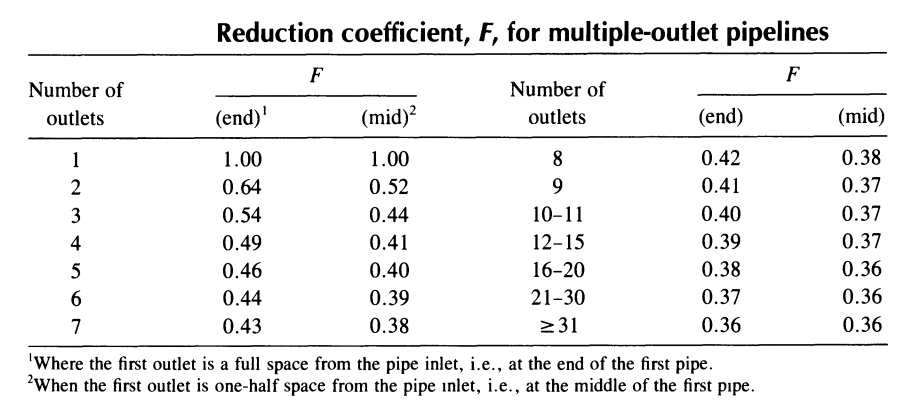 Reduction coefficient, F, for multiple-outlet pipelines
F F
Number of Number of
outlets (end)¹ (mid)² outlets (end) (mid)
1 1.00 1.00 8 0.42 0.38
2 0.64 0.52 9 0.41 0.37
3 0.54 0.44 10–11 0.40 0.37
4 0.49 0.41 12–15 0.39 0.37
5 0.46 0.40 16–20 0.38 0.36
6 0.44 0.39 21–30 0.37 0.36
7 0.43 0.38 ≥31 0.36 0.36
¹Where the first outlet is a full space from the pipe inlet, i.e., at the end of the first pipe.
²When the first outlet is one-half space from the pipe inlet, i.e., at the middle of the first pipe.